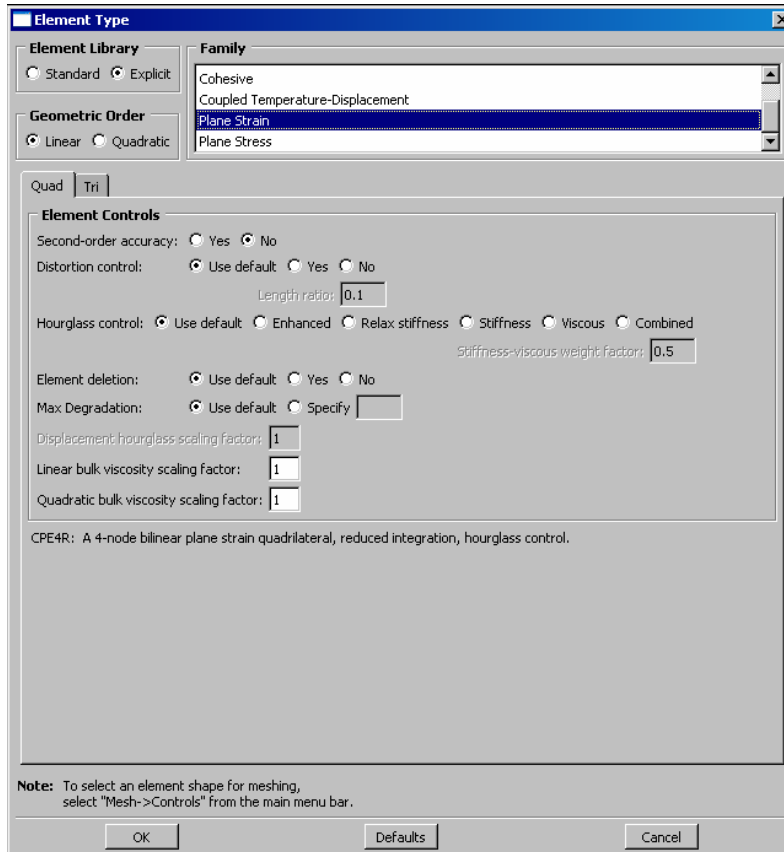 Element Type
Element Library
Standard Explicit
Family
Cohesive
Coupled Temperature-Displacement
Plane Strain
Plane Stress
Geometric Order
Linear Quadratic
Quad Tri
Element Controls
Second-order accuracy: Yes No
Distortion control: Use default Yes No
Length ratio: 0.1
Hourglass control: Use default Enhanced Relax stiffness Stiffness Viscous Combined
Stiffness-viscous weight factor: 0.5
Element deletion: Use default Yes No
Max Degradation: Use default Specify
Displacement hourglass scaling factor: 1
Linear bulk viscosity scaling factor: 1
Quadratic bulk viscosity scaling factor: 1
CPE4R: A 4-node bilinear plane strain quadrilateral, reduced integration, hourglass control.
Note: To select an element shape for meshing,
select "Mesh->Controls" from the main menu bar.
OK Defaults Cancel